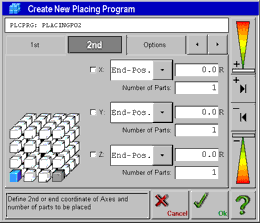 Create New Placing Program
PLCPRG: PLACINGPO2
1st 2nd Options
X: End-Pos. 0.0 R
Number of Parts: 1
Y: End-Pos. 0.0 R
Number of Parts: 1
Z: End-Pos. 0.0 R
Number of Parts: 1
Define 2nd or end coordinate of Axes and
number of parts to be placed
Cancel Ok ?